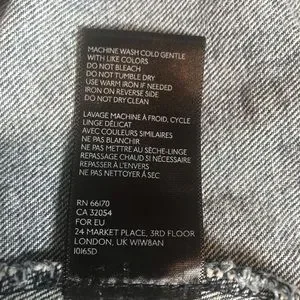 MACHINE WASH COLD GENTLE
WITH LIKE COLORS
DO NOT BLEACH
DO NOT TUMBLE DRY
USE WARM IRON IF NEEDED
IRON ON REVERSE SIDE
DO NOT DRY CLEAN
LAVAGE MACHINE À FROID, CYCLE
LINGE DÉLICAT
AVEC COULEURS SIMILAIRES
NE PAS BLANCHIR
NE PAS METTRE AU SÈCHE-LINGE
REPASSAGE CHAUD SI NÉCESSAIRE
REPASSER À L'ENVERS
NE PAS NETTOYER À SEC
RN 66170
CA 32054
FOR EU
24 MARKET PLACE, 3RD FLOOR
LONDON, UK W1W8AN
10165D